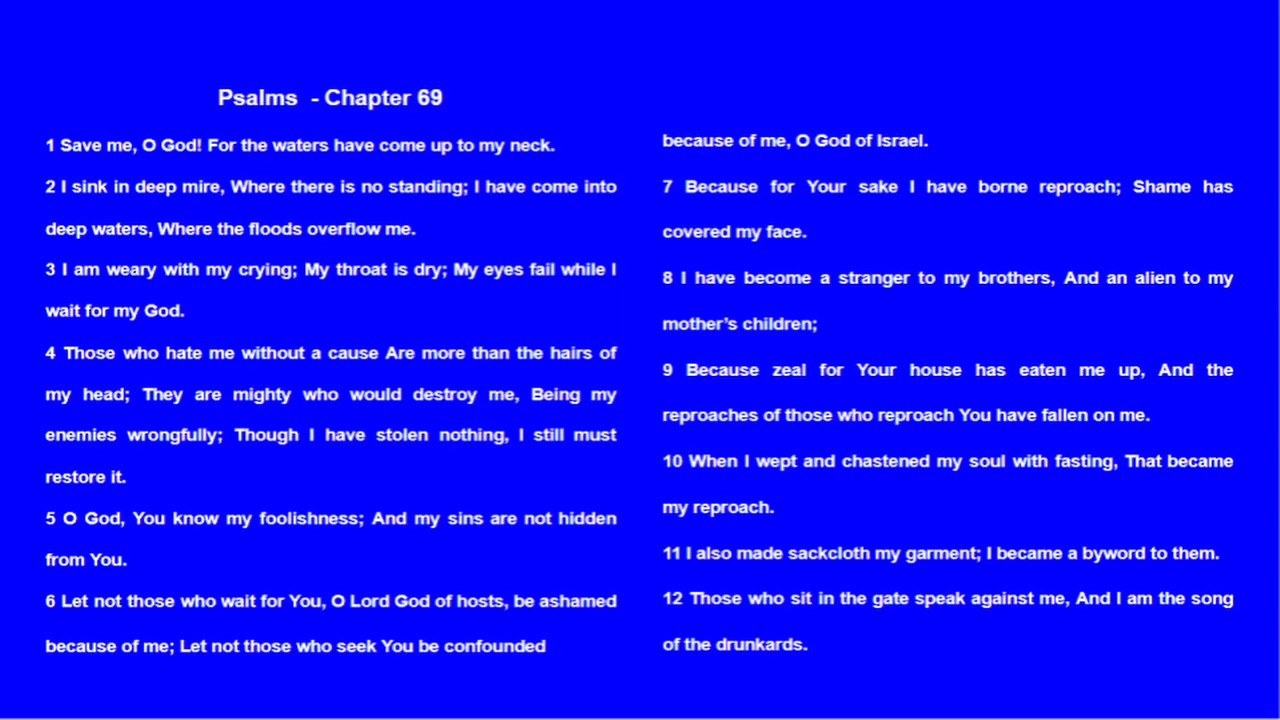 Psalms - Chapter 69
1 Save me, O God! For the waters have come up to my neck.
2 I sink in deep mire, Where there is no standing; I have come into
deep waters, Where the floods overflow me.
3 I am weary with my crying; My throat is dry; My eyes fail while I
wait for my God.
4 Those who hate me without a cause Are more than the hairs of
my head; They are mighty who would destroy me, Being my
enemies wrongfully; Though I have stolen nothing, I still must
restore it.
5 O God, You know my foolishness; And my sins are not hidden
from You.
6 Let not those who wait for You, O Lord God of hosts, be ashamed
because of me; Let not those who seek You be confounded
because of me, O God of Israel.
7 Because for Your sake I have borne reproach; Shame has
covered my face.
8 I have become a stranger to my brothers, And an alien to my
mother’s children;
9 Because zeal for Your house has eaten me up, And the
reproaches of those who reproach You have fallen on me.
10 When I wept and chastened my soul with fasting, That became
my reproach.
11 I also made sackcloth my garment; I became a byword to them.
12 Those who sit in the gate speak against me, And I am the song
of the drunkards.